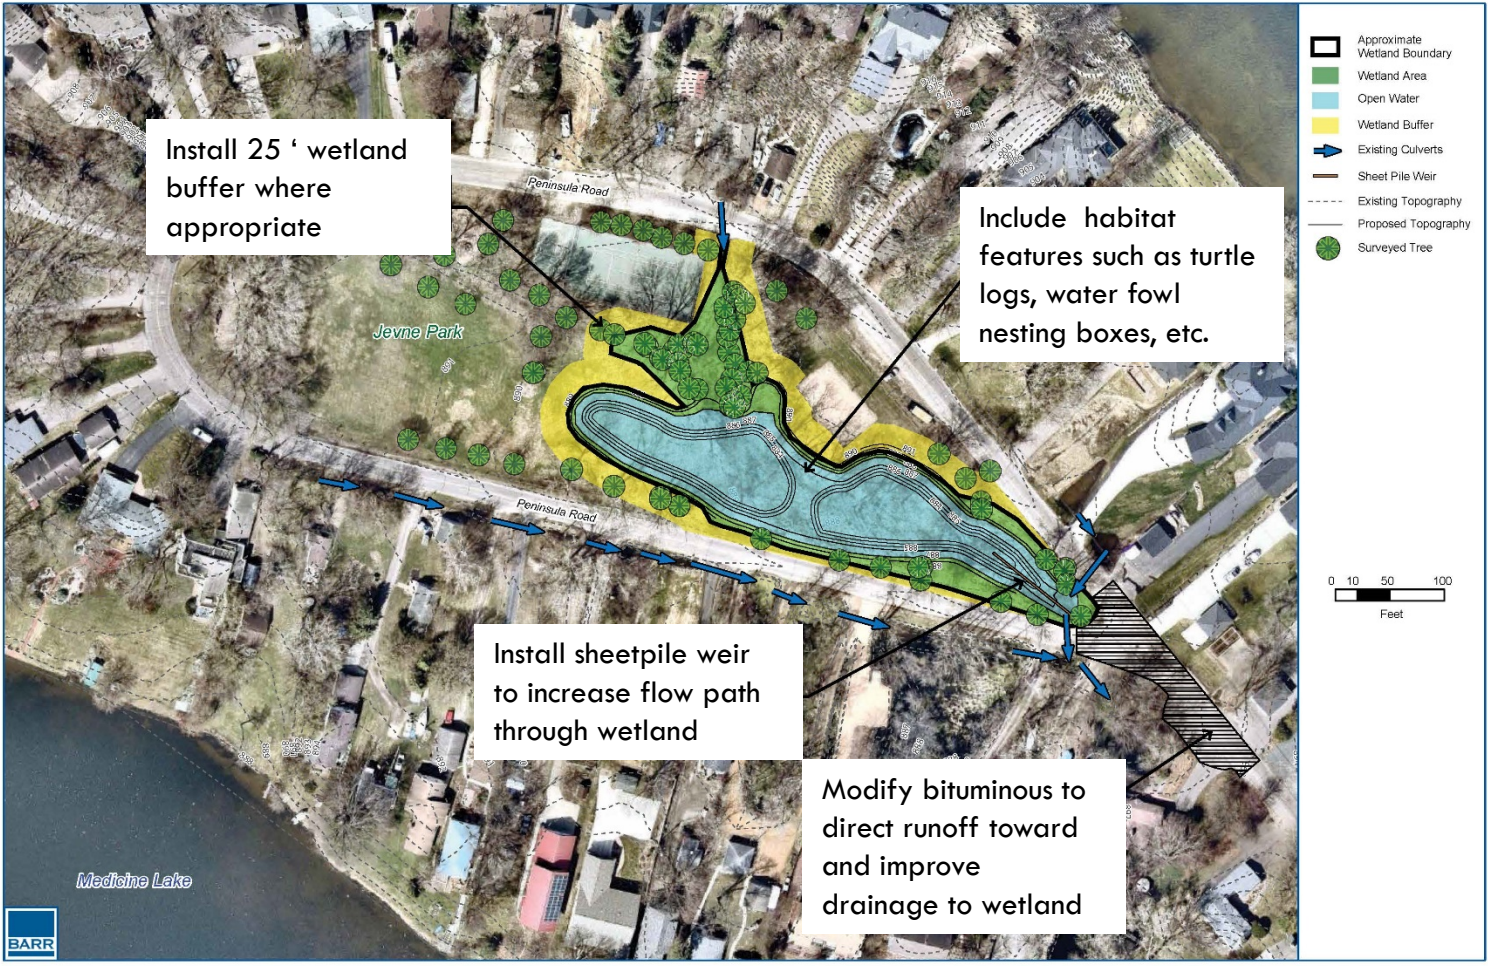 Install 25 ‘ wetland
buffer where
appropriate
Peninsula Road
Include habitat
features such as turtle
logs, water fowl
nesting boxes, etc.
Jevne Park
Peninsula Road
Install sheetpile weir
to increase flow path
through wetland
Modify bituminous to
direct runoff toward
and improve
drainage to wetland
Medicine Lake
BARR
Approximate
Wetland Boundary
Wetland Area
Open Water
Wetland Buffer
Existing Culverts
Sheet Pile Weir
Existing Topography
Proposed Topography
Surveyed Tree
0 10 50 100
Feet